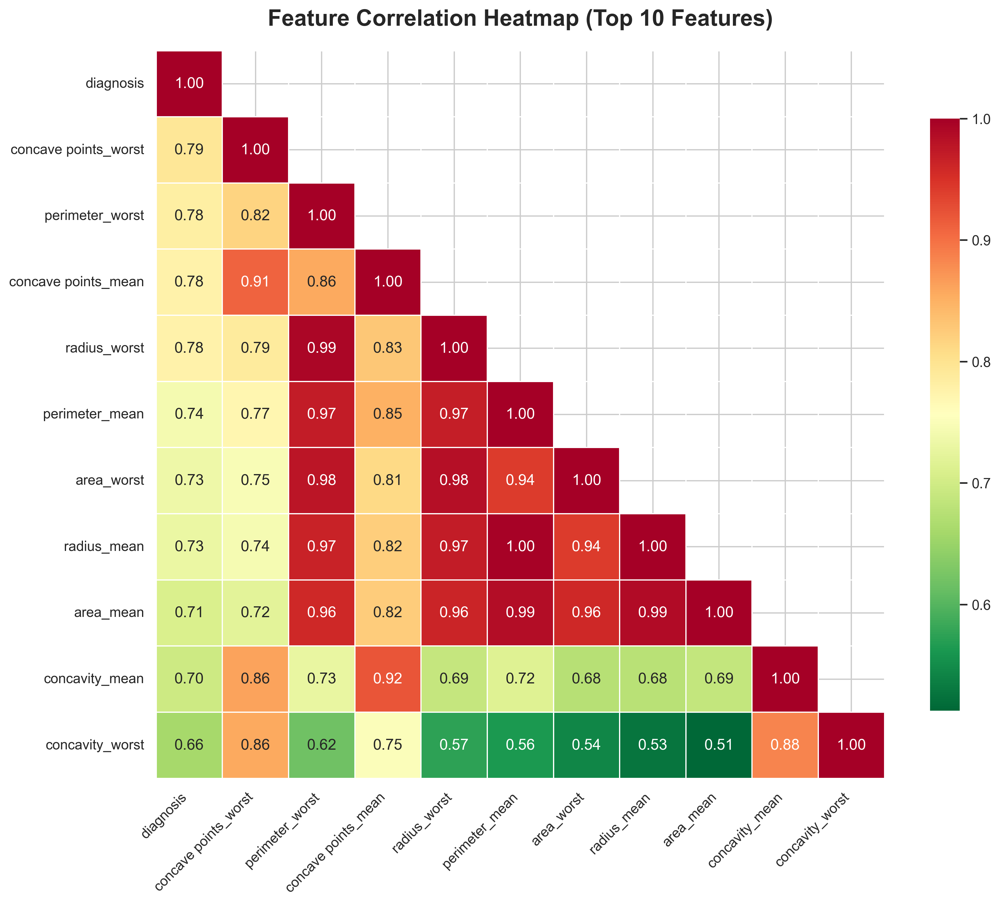 Feature Correlation Heatmap (Top 10 Features)
diagnosis 1.00
concave points_worst 0.79 1.00
perimeter_worst 0.78 0.82 1.00
concave points_mean 0.78 0.91 0.86 1.00
radius_worst 0.78 0.79 0.99 0.83 1.00
perimeter_mean 0.74 0.77 0.97 0.85 0.97 1.00
area_worst 0.73 0.75 0.98 0.81 0.98 0.94 1.00
radius_mean 0.73 0.74 0.97 0.82 0.97 1.00 0.94 1.00
area_mean 0.71 0.72 0.96 0.82 0.96 0.99 0.96 0.99 1.00
concavity_mean 0.70 0.86 0.73 0.92 0.69 0.72 0.68 0.68 0.69 1.00
concavity_worst 0.66 0.86 0.62 0.75 0.57 0.56 0.54 0.53 0.51 0.88 1.00
diagnosis
concave points_worst
perimeter_worst
concave points_mean
radius_worst
perimeter_mean
area_worst
radius_mean
area_mean
concavity_mean
concavity_worst
1.0
0.9
0.8
0.7
0.6